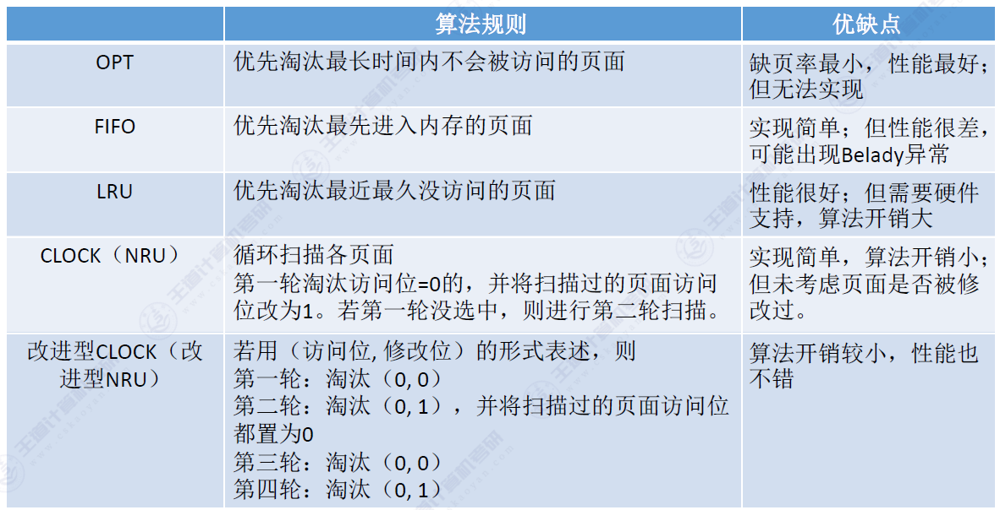 算法规则 优缺点
OPT 优先淘汰最长时间内不会被访问的页面 缺页率最小，性能最好；
但无法实现
FIFO 优先淘汰最先进入内存的页面 实现简单；但性能很差，
可能出现Belady异常
LRU 优先淘汰最近最久没访问的页面 性能很好；但需要硬件
支持，算法开销大
CLOCK（NRU） 循环扫描各页面 实现简单，算法开销小；
第一轮淘汰访问位=0的，并将扫描过的页面访问 但未考虑页面是否被修
位改为1。若第一轮没选中，则进行第二轮扫描。 改过。
改进型CLOCK（改 若用（访问位, 修改位）的形式表述，则 算法开销较小，性能也
进型NRU） 第一轮：淘汰（0, 0） 不错
第二轮：淘汰（0, 1），并将扫描过的页面访问位
都置为0
第三轮：淘汰（0, 0）
第四轮：淘汰（0, 1）
王道计算机考研